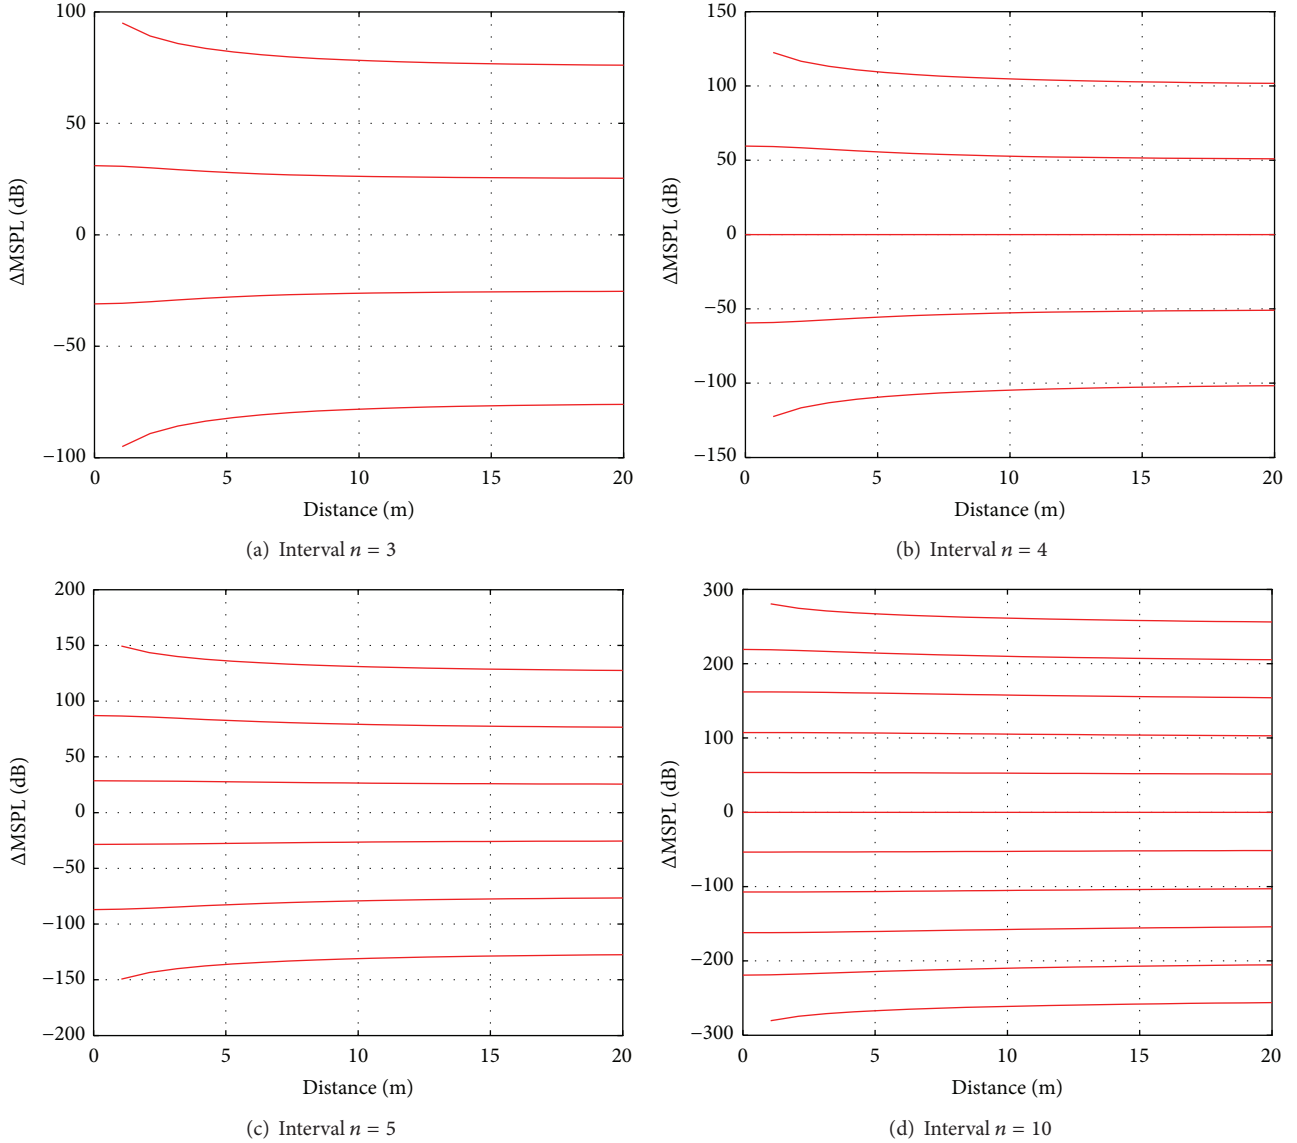 100
50
0
−50
−100
ΔMSPL (dB)
0 5 10 15 20
Distance (m)
(a) Interval n = 3
150
100
50
0
−50
−100
−150
ΔMSPL (dB)
0 5 10 15 20
Distance (m)
(b) Interval n = 4
200
150
100
50
0
−50
−100
−150
−200
ΔMSPL (dB)
0 5 10 15 20
Distance (m)
(c) Interval n = 5
300
200
100
0
−100
−200
−300
ΔMSPL (dB)
0 5 10 15 20
Distance (m)
(d) Interval n = 10